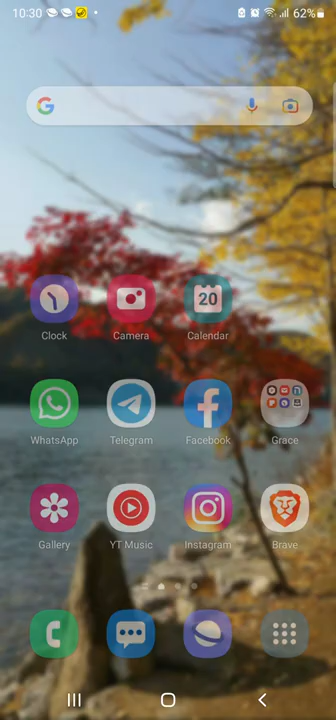 10:30
62%
G
Clock
Camera
20
Calendar
WhatsApp
Telegram
Facebook
Grace
Gallery
YT Music
Instagram
Brave